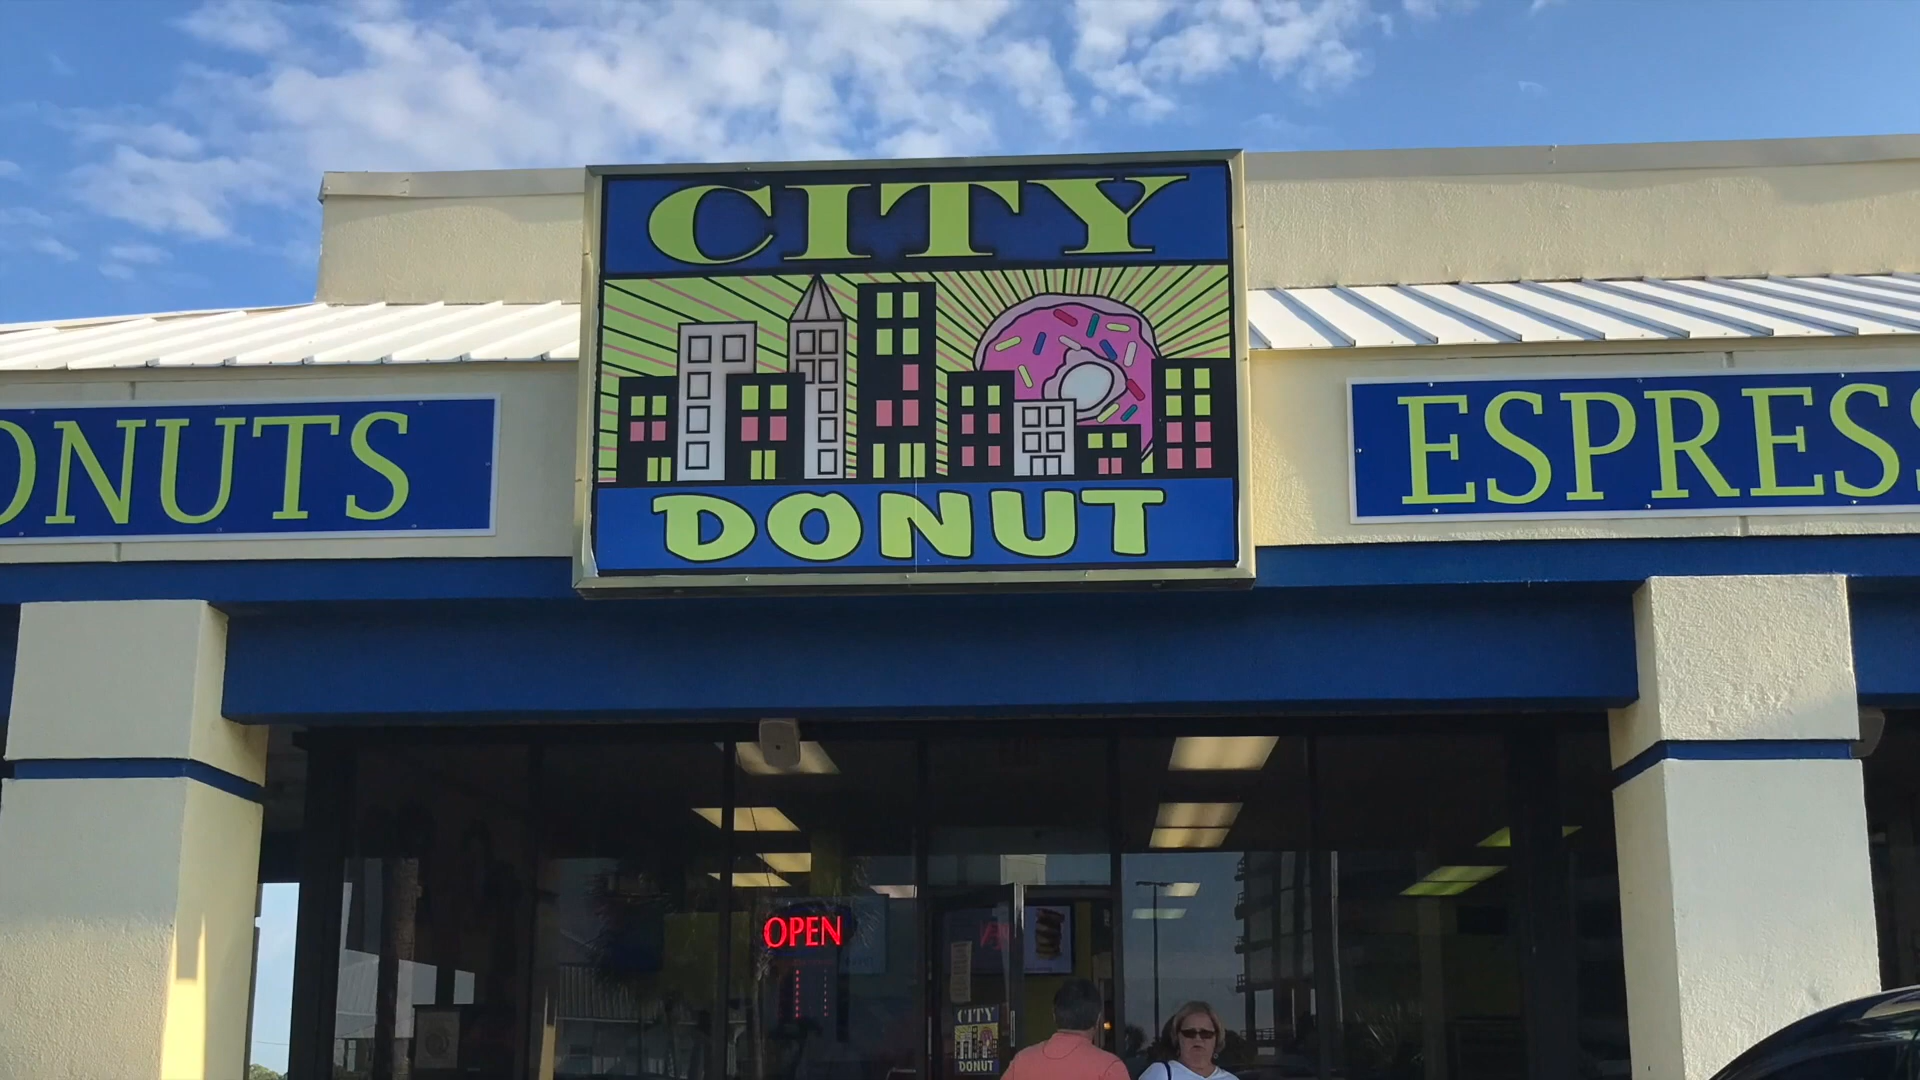 CITY
DONUT
ONUTS
ESPRESS
OPEN
CITY
DONUT